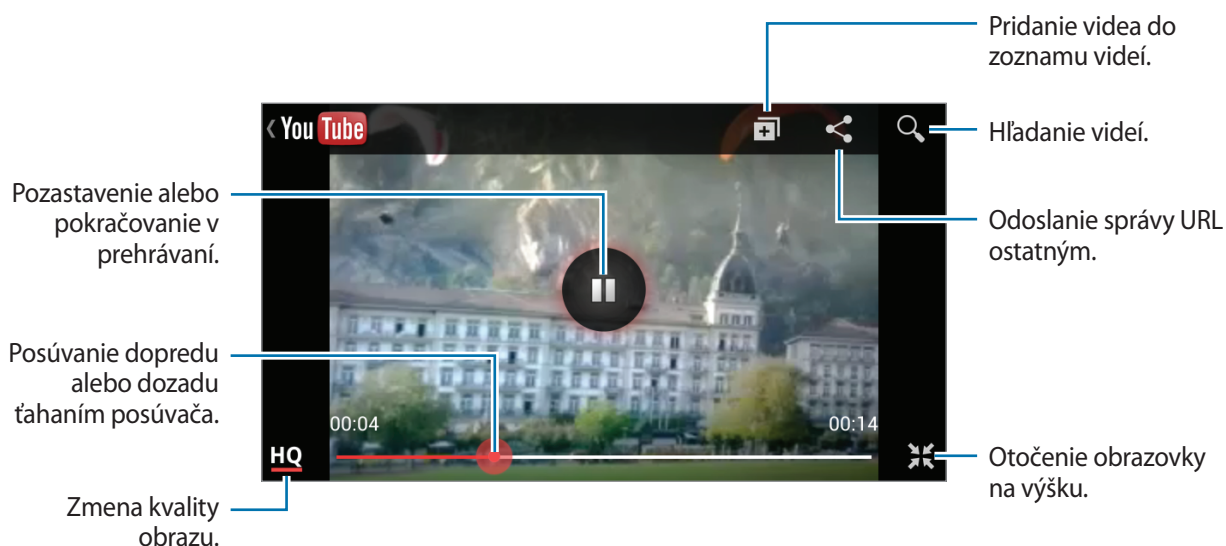 Pridanie videa do
zoznamu videí.
You Tube
Hľadanie videí.
Pozastavenie alebo
pokračovanie v
prehrávaní.
Odoslanie správy URL
ostatným.
Posúvanie dopredu
alebo dozadu
ťahaním posúvača.
00:04
00:14
HQ
Otočenie obrazovky
na výšku.
Zmena kvality
obrazu.